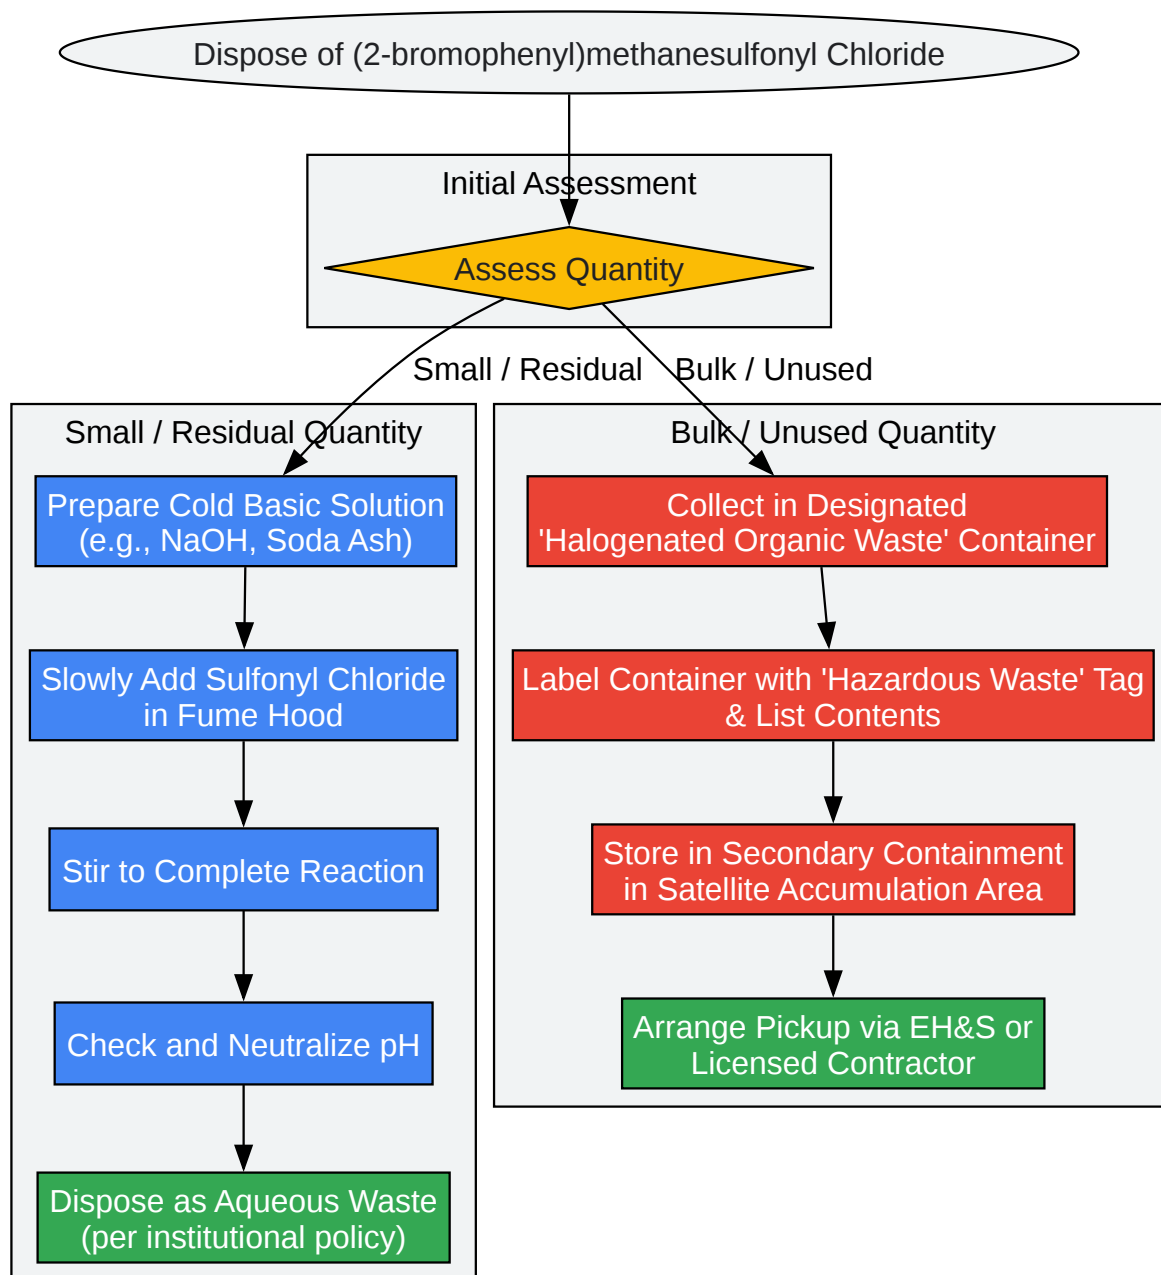 Dispose of (2-bromophenyl)methanesulfonyl Chloride
Initial Assessment
Assess Quantity
Small / Residual
Bulk / Unused
Small / Residual Quantity
Prepare Cold Basic Solution
(e.g., NaOH, Soda Ash)
Slowly Add Sulfonyl Chloride
in Fume Hood
Stir to Complete Reaction
Check and Neutralize pH
Dispose as Aqueous Waste
(per institutional policy)
Bulk / Unused Quantity
Collect in Designated
'Halogenated Organic Waste' Container
Label Container with 'Hazardous Waste' Tag
& List Contents
Store in Secondary Containment
in Satellite Accumulation Area
Arrange Pickup via EH&S or
Licensed Contractor